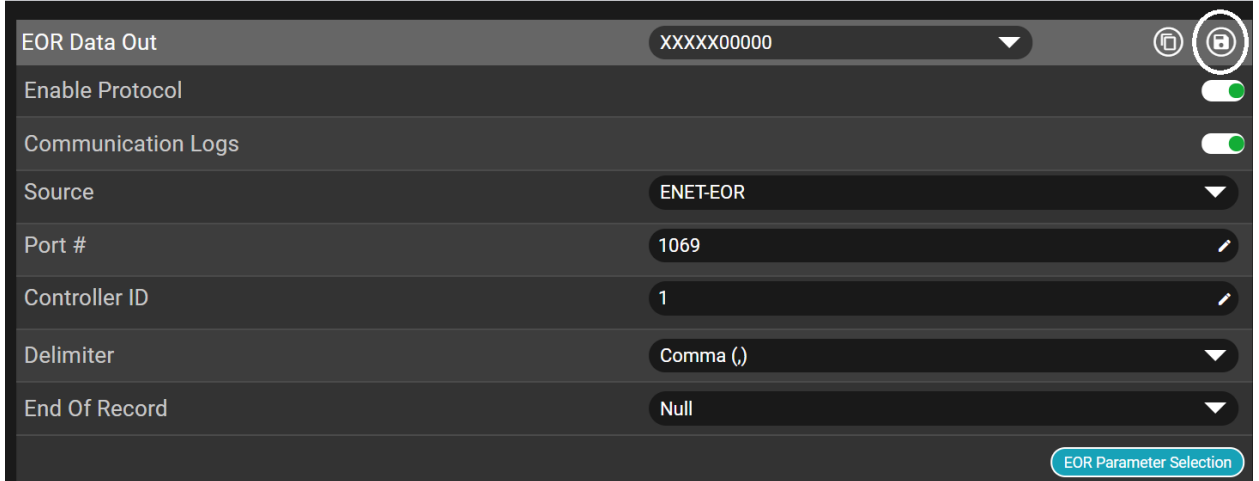 EOR Data Out XXXXX00000
Enable Protocol
Communication Logs
Source ENET-EOR
Port # 1069
Controller ID 1
Delimiter Comma (,)
End Of Record Null
EOR Parameter Selection